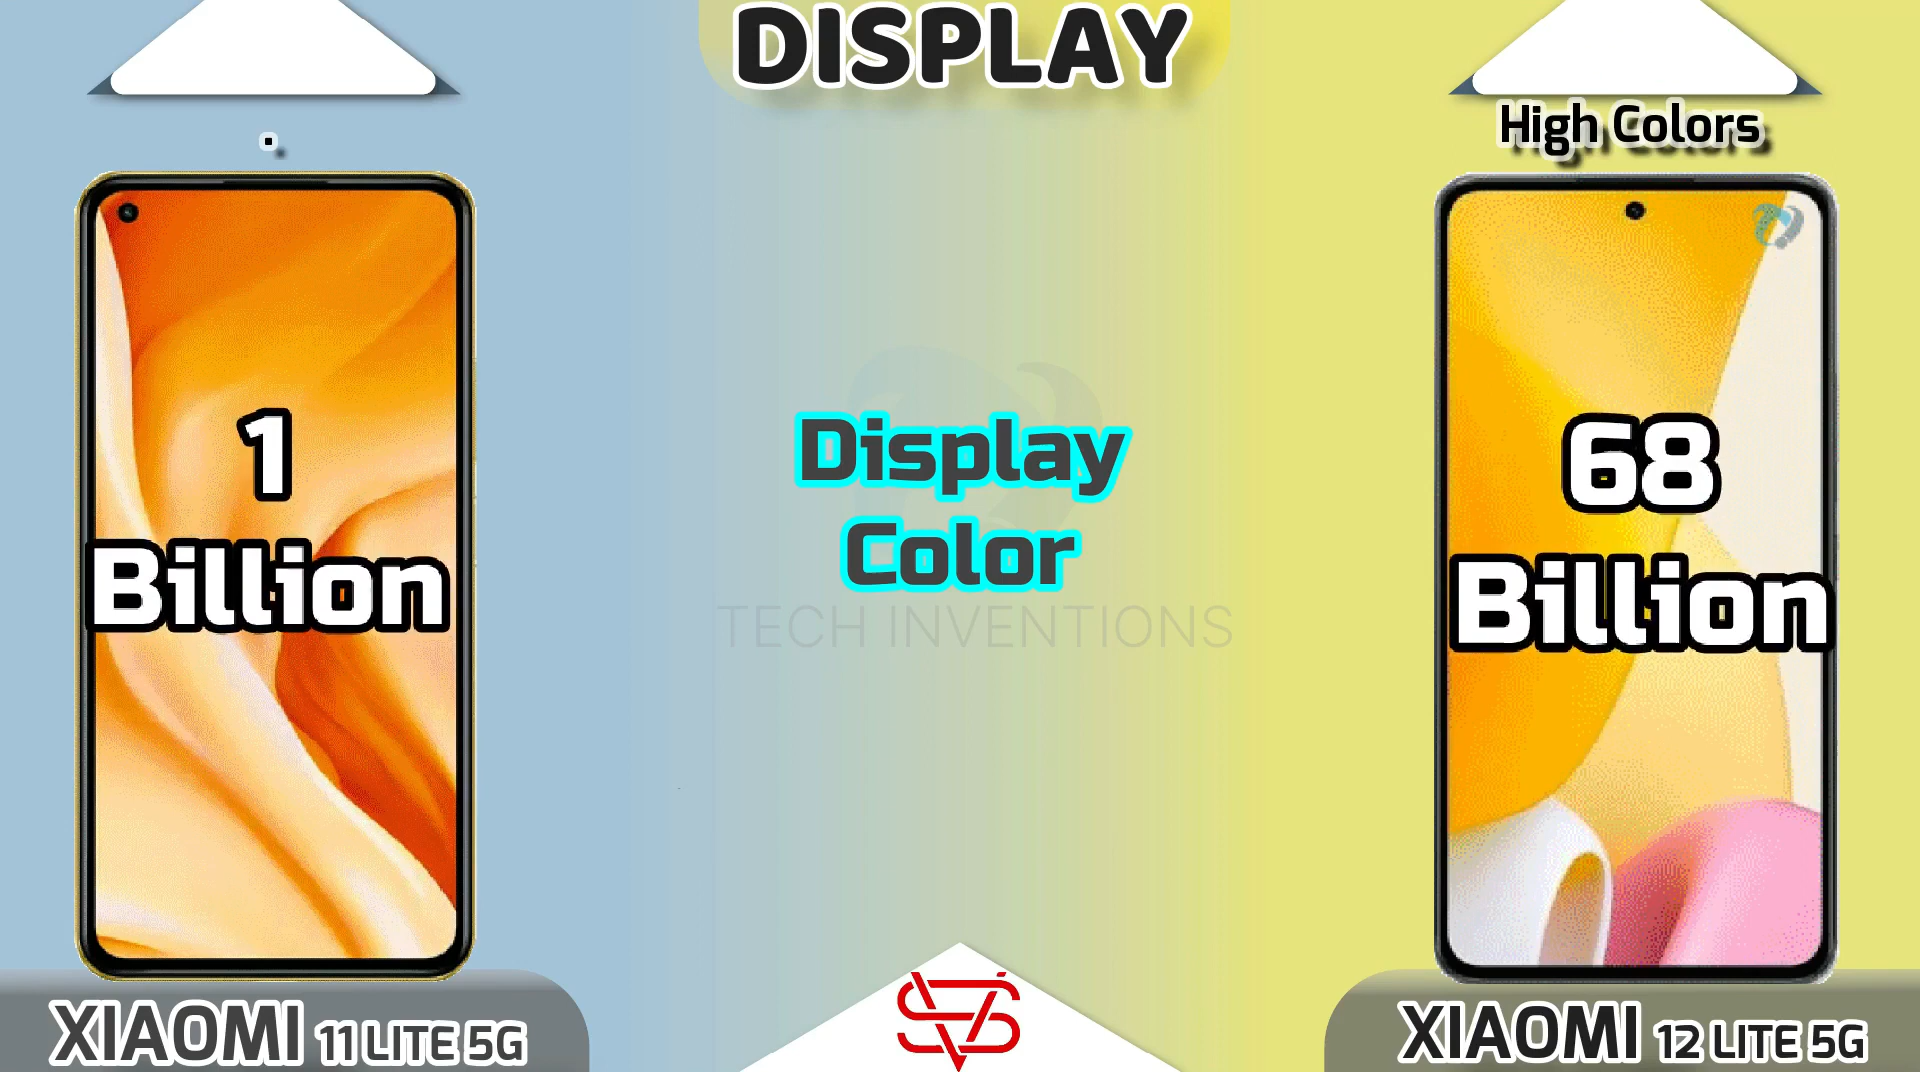 DISPLAY
.
High Colors
1
Billion
Display
Color
68
Billion
TECH INVENTIONS
VS
XIAOMI 11 LITE 5G
XIAOMI 12 LITE 5G